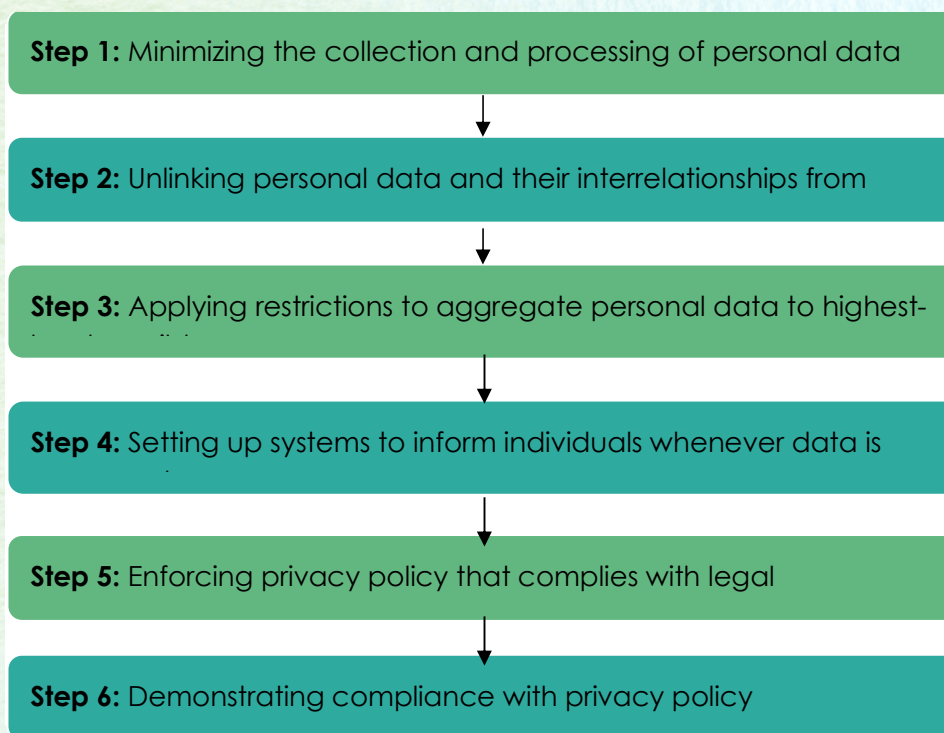 Step 1: Minimizing the collection and processing of personal data
Step 2: Unlinking personal data and their interrelationships from
Step 3: Applying restrictions to aggregate personal data to highest-
Step 4: Setting up systems to inform individuals whenever data is
Step 5: Enforcing privacy policy that complies with legal
Step 6: Demonstrating compliance with privacy policy